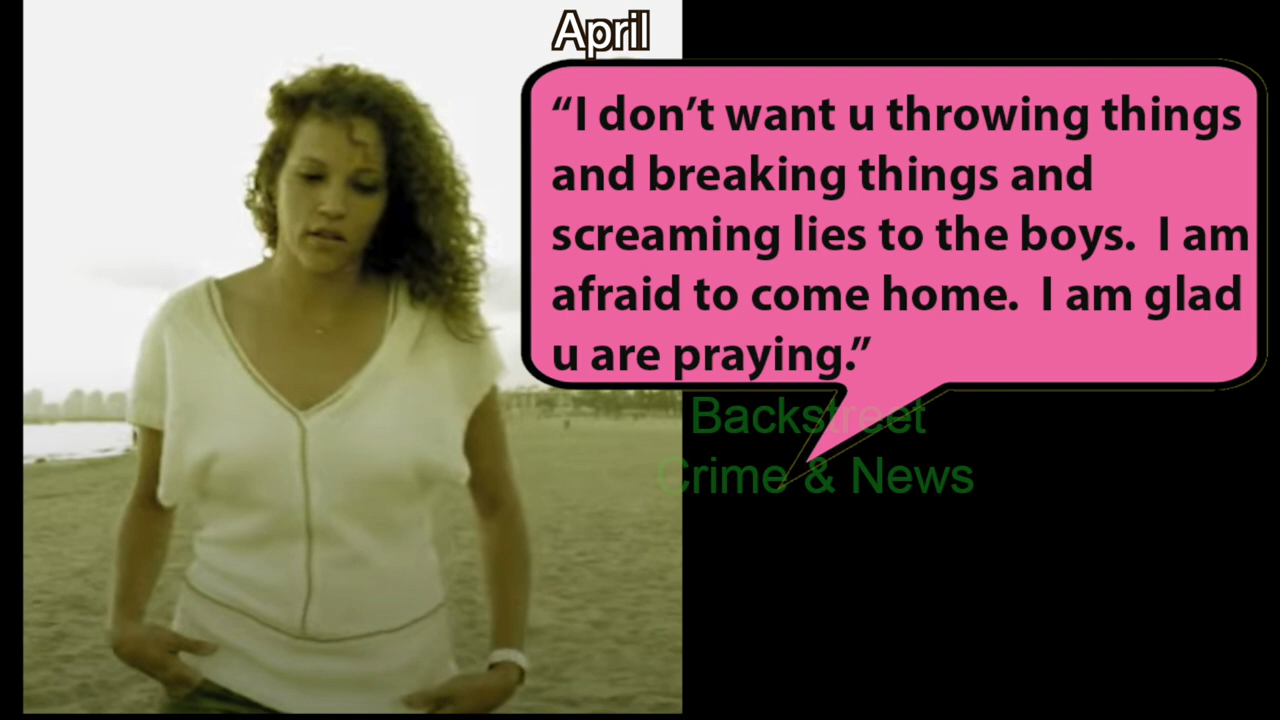 April
“I don’t want u throwing things
and breaking things and
screaming lies to the boys.  I am
afraid to come home.  I am glad
u are praying.”
Backstreet
Crime & News